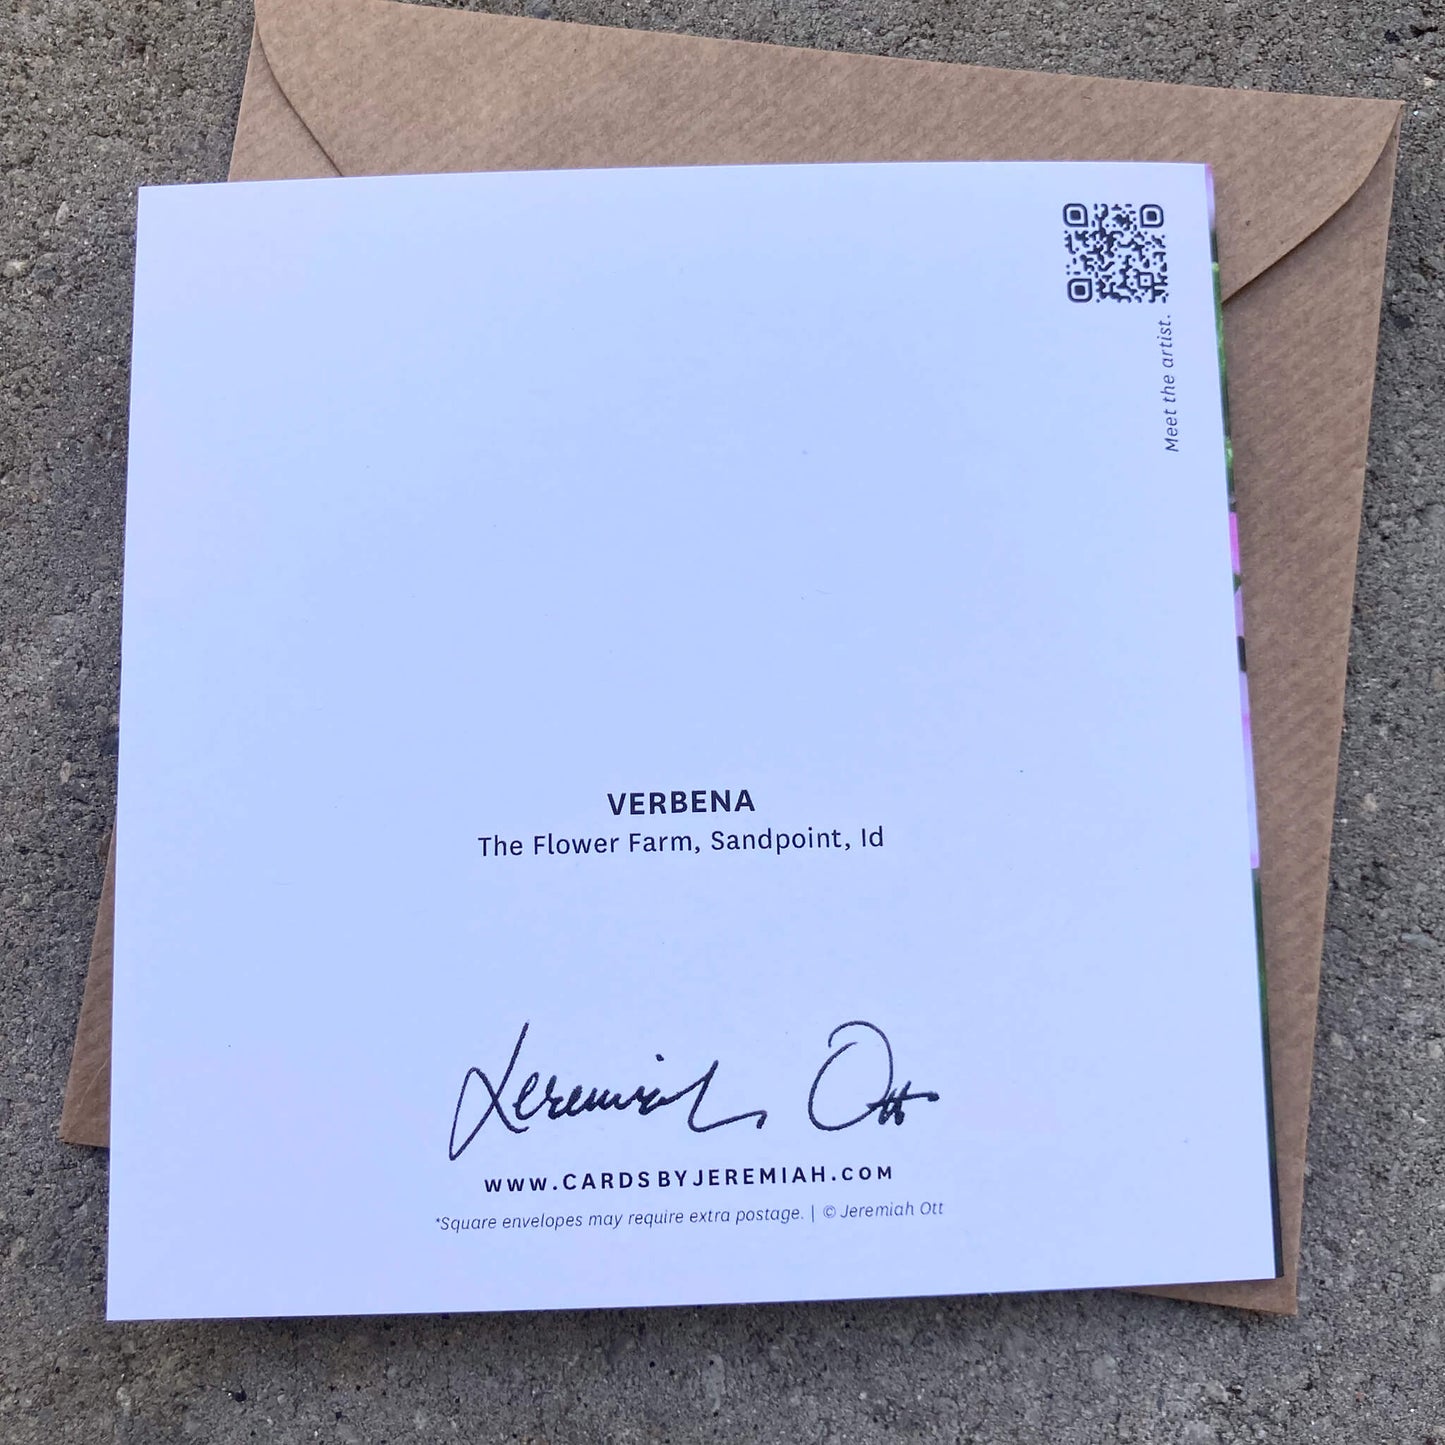 Meet the artist.
VERBENA
The Flower Farm, Sandpoint, Id
Jeremiah Ott
WWW.CARDSBYJEREMIAH.COM
*Square envelopes may require extra postage. | © Jeremiah Ott